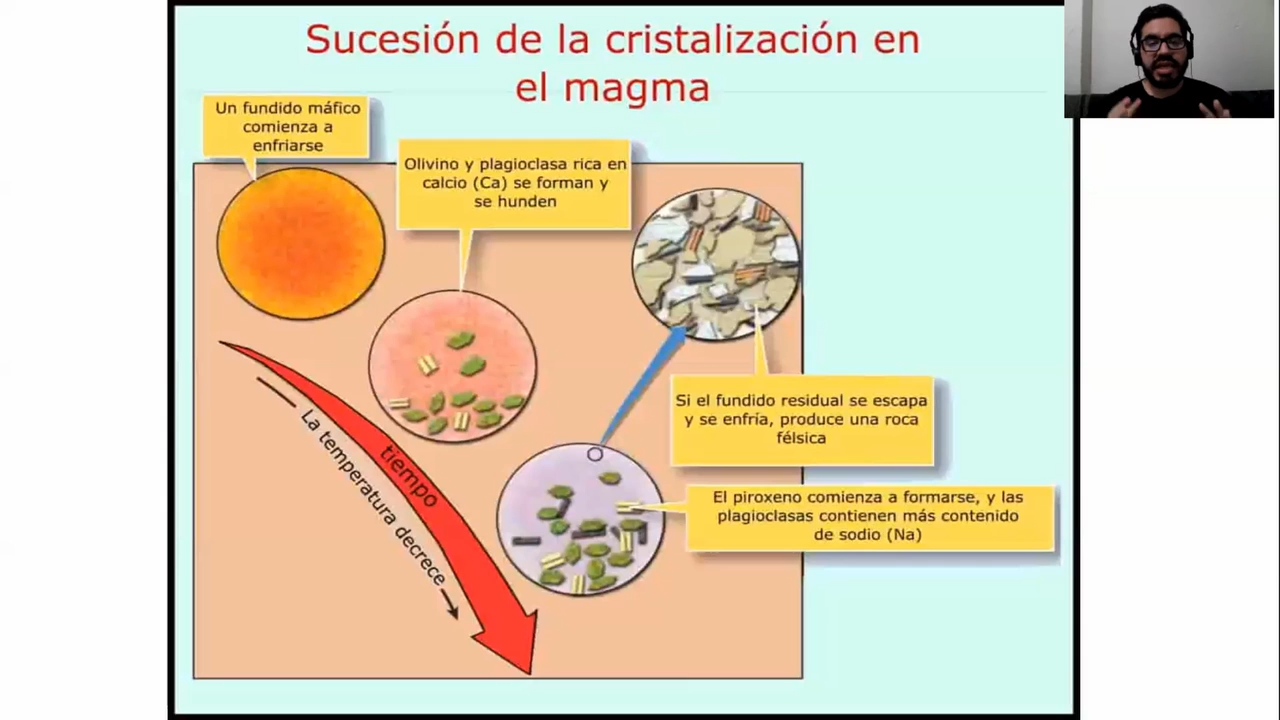 Sucesión de la cristalización en
el magma
Un fundido máfico
comienza a
enfriarse
Olivino y plagioclasa rica en
calcio (Ca) se forman y
se hunden
Si el fundido residual se escapa
y se enfría, produce una roca
félsica
El piroxeno comienza a formarse, y las
plagioclasas contienen más contenido
de sodio (Na)
tiempo
La temperatura decrece